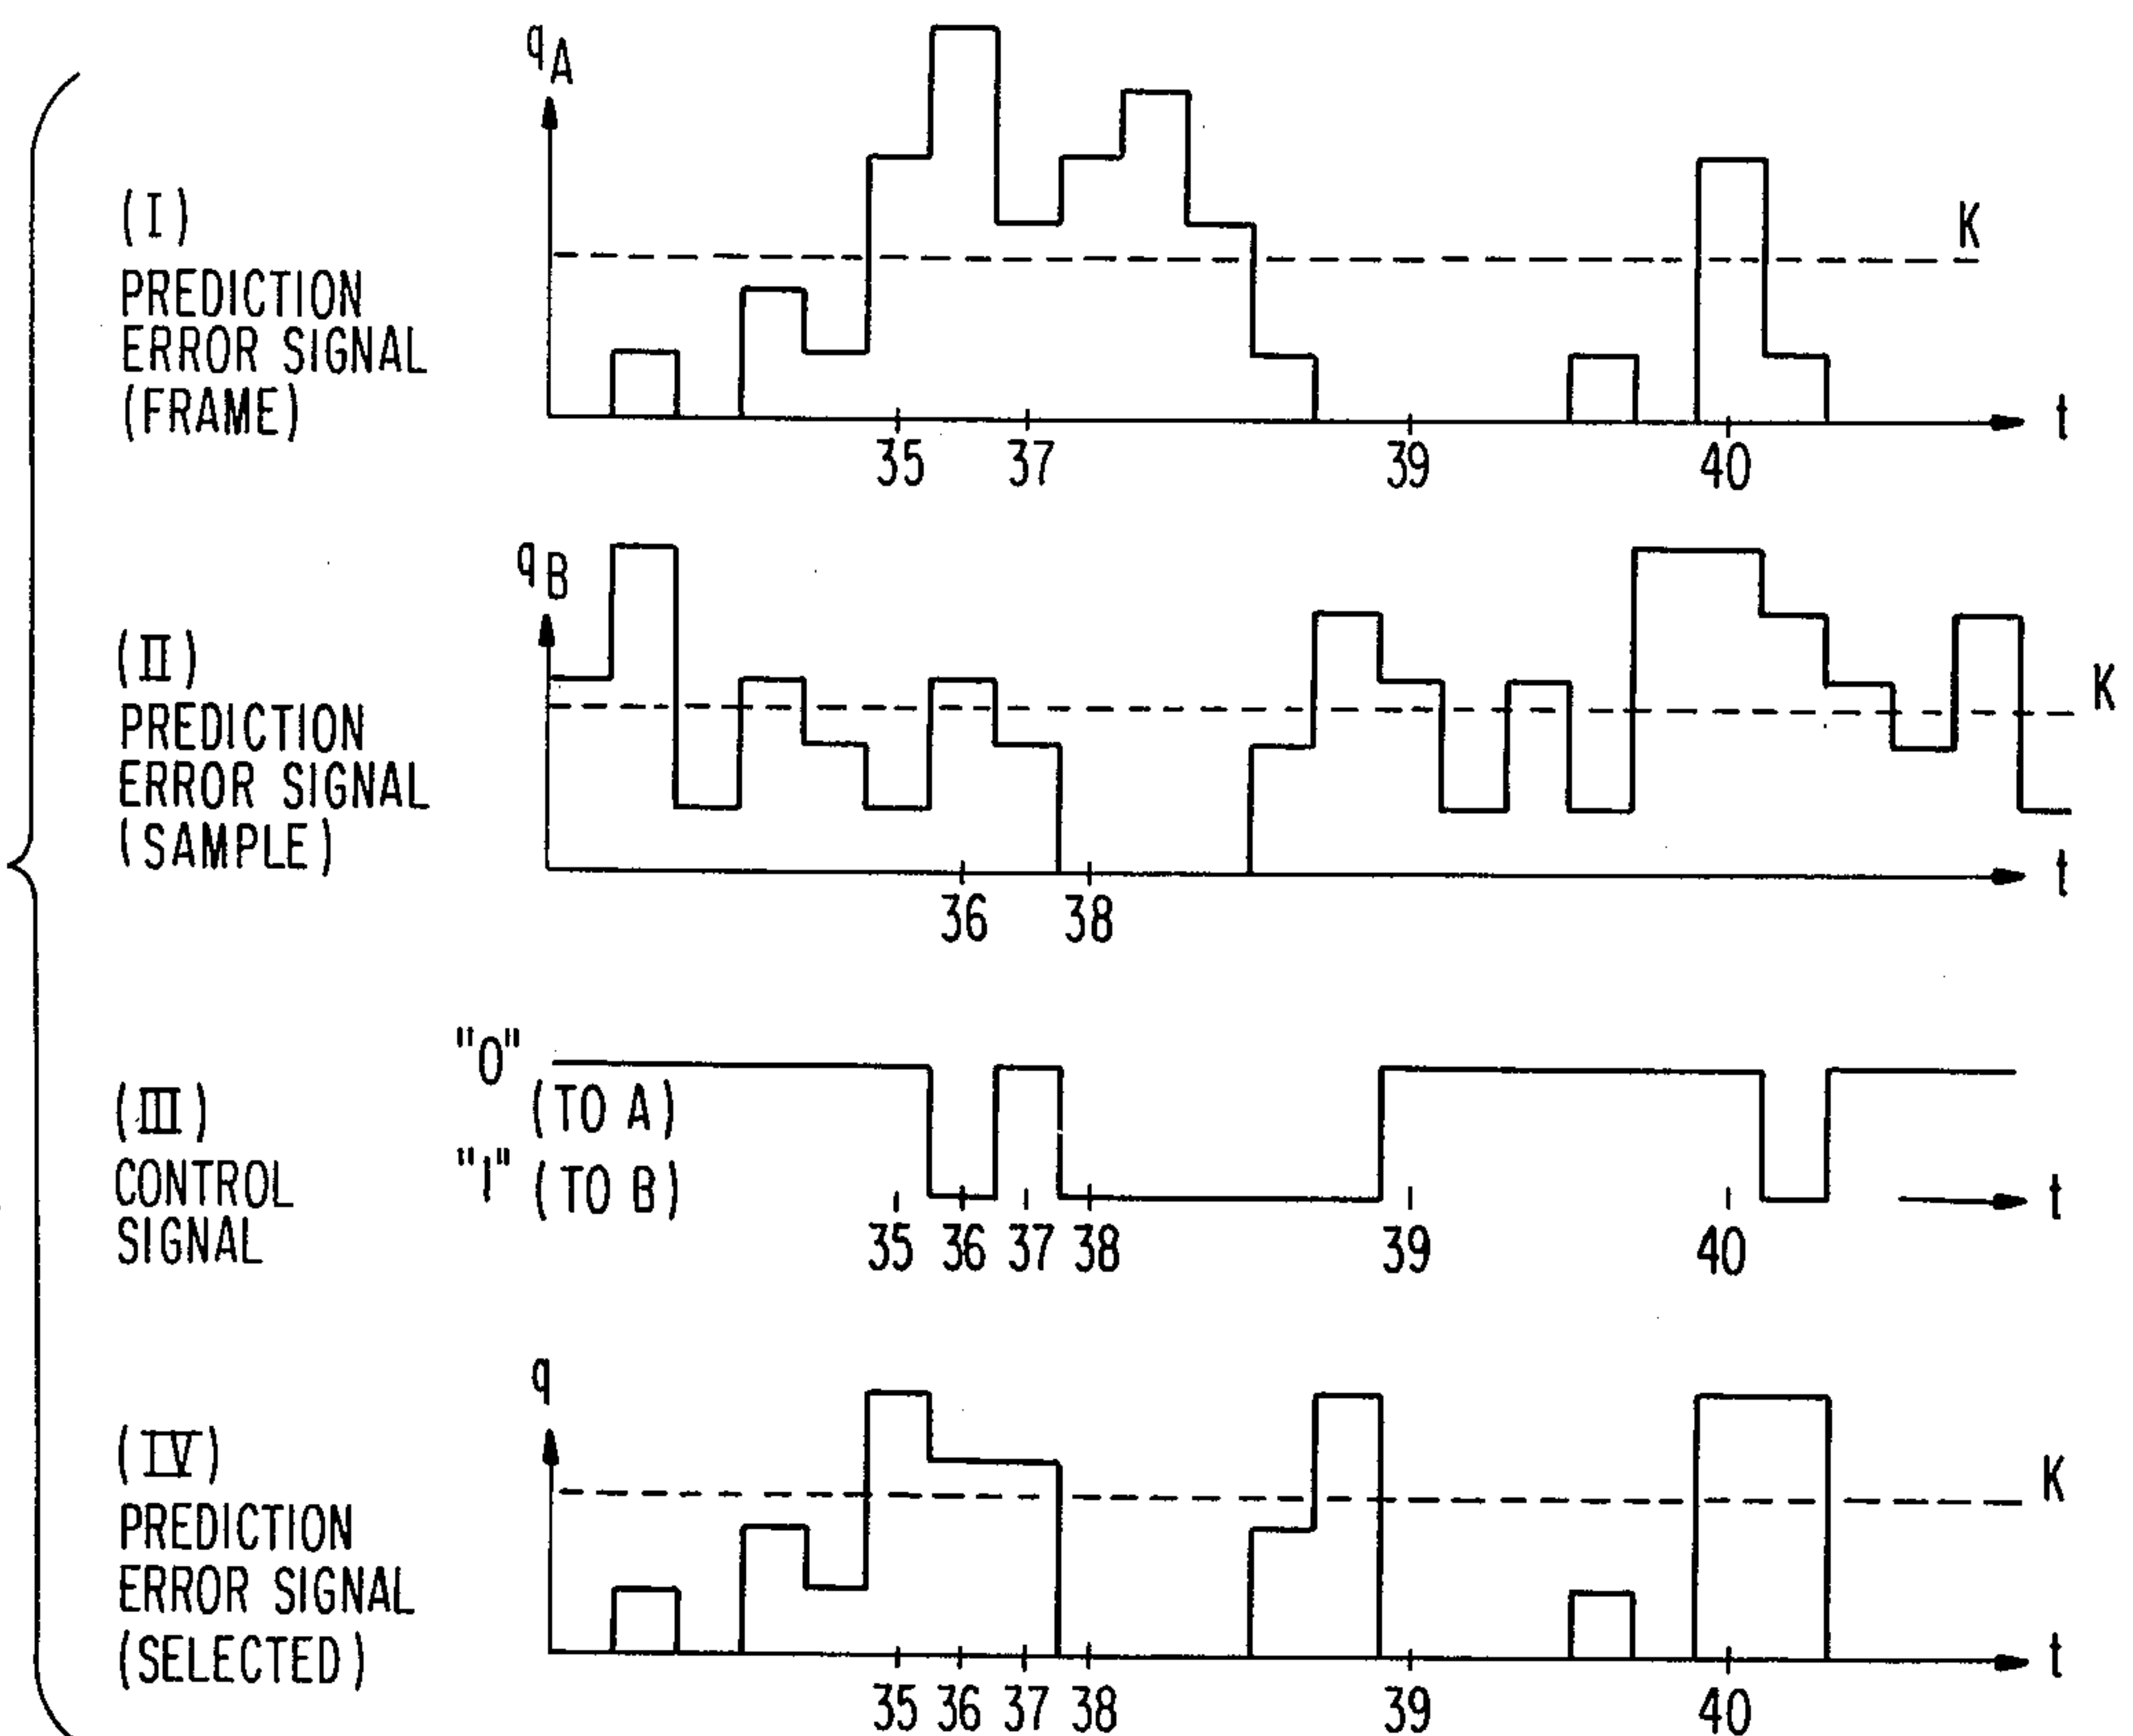 qA
(I)
PREDICTION
ERROR SIGNAL
(FRAME)
K
t
35 37 39 40
qB
(II)
PREDICTION
ERROR SIGNAL
(SAMPLE)
K
t
36 38
"0"
(TO A)
"1" (TO B)
(III)
CONTROL
SIGNAL
t
35 36 37 38 39 40
q
(IV)
PREDICTION
ERROR SIGNAL
(SELECTED)
K
t
35 36 37 38 39 40